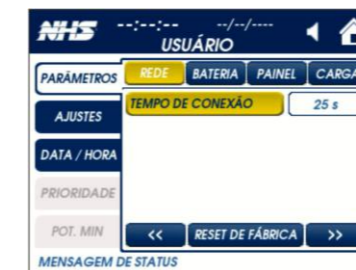 NHS --:--:-- --/--/----
USUÁRIO
PARÂMETROS REDE BATERIA PAINEL CARGA
TEMPO DE CONEXÃO 25 s
AJUSTES
DATA / HORA
PRIORIDADE
POT. MIN << RESET DE FÁBRICA >>
MENSAGEM DE STATUS